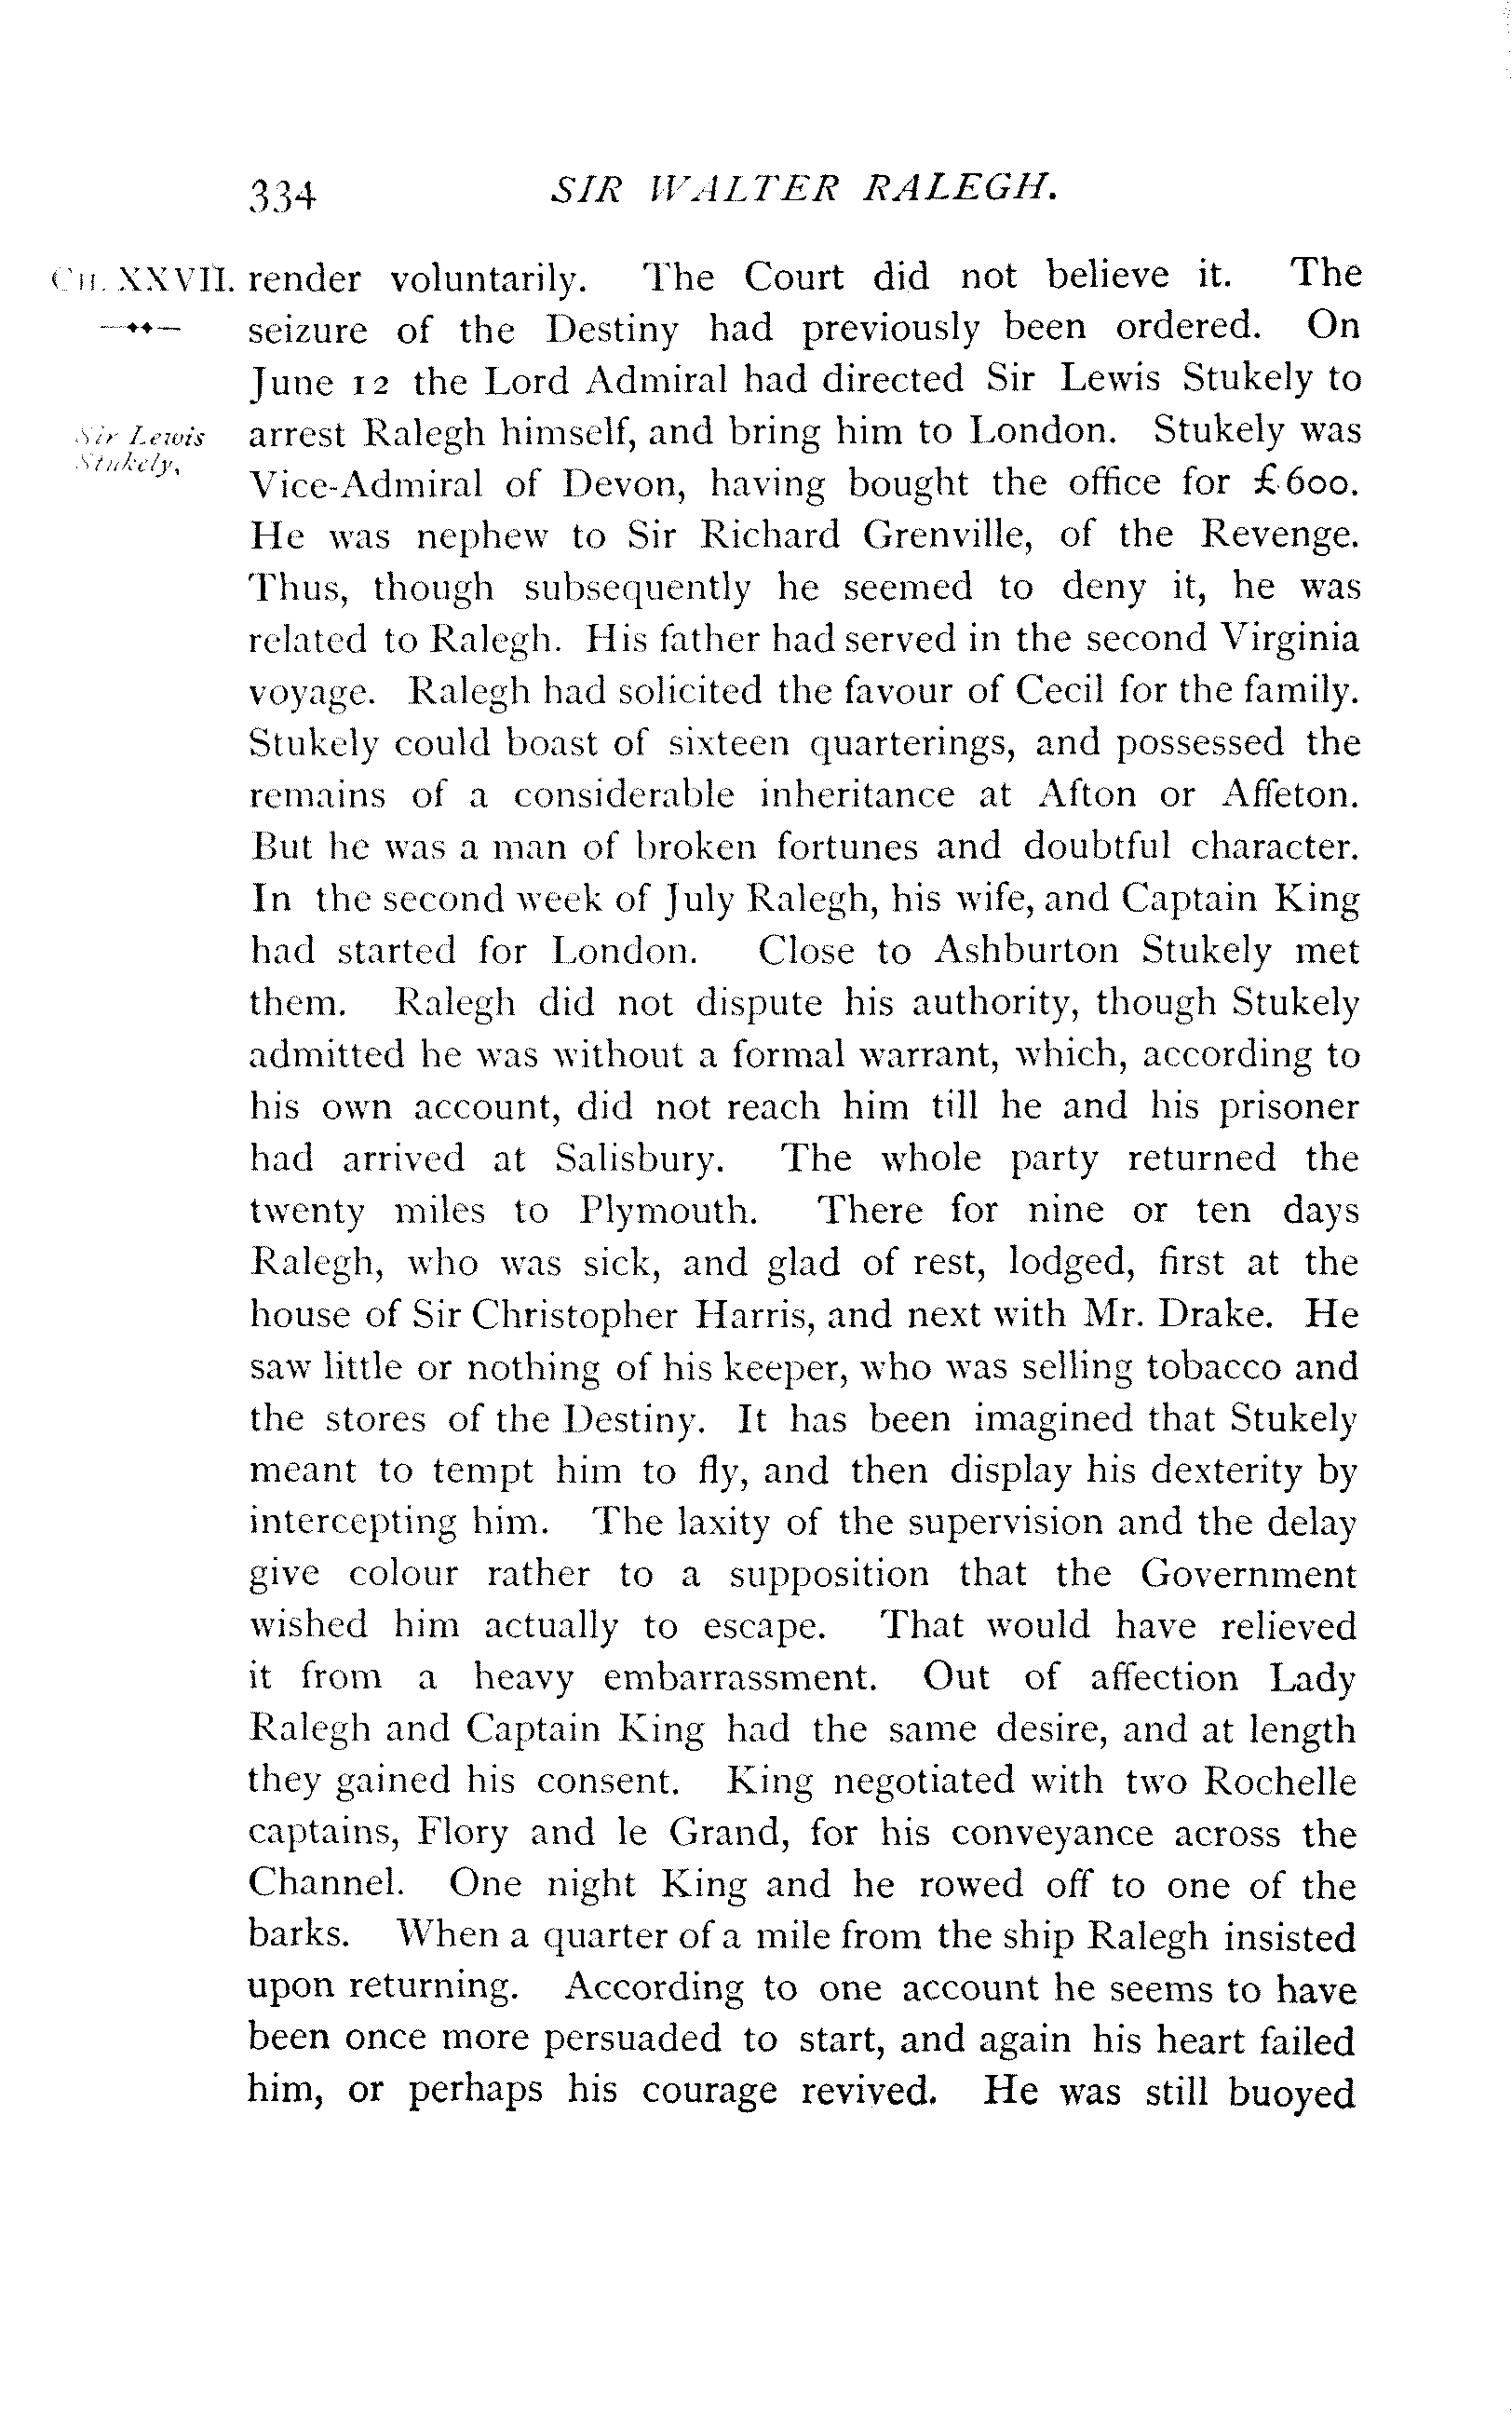 334 SIR WALTER RALEGH.
CH. XXVII. render voluntarily. The Court did not believe it. The
seizure of the Destiny had previously been ordered. On
June 12 the Lord Admiral had directed Sir Lewis Stukely to
Sir Lewis arrest Ralegh himself, and bring him to London. Stukely was
Stukely, Vice-Admiral of Devon, having bought the office for £600.
He was nephew to Sir Richard Grenville, of the Revenge.
Thus, though subsequently he seemed to deny it, he was
related to Ralegh. His father had served in the second Virginia
voyage. Ralegh had solicited the favour of Cecil for the family.
Stukely could boast of sixteen quarterings, and possessed the
remains of a considerable inheritance at Afton or Affeton.
But he was a man of broken fortunes and doubtful character.
In the second week of July Ralegh, his wife, and Captain King
had started for London. Close to Ashburton Stukely met
them. Ralegh did not dispute his authority, though Stukely
admitted he was without a formal warrant, which, according to
his own account, did not reach him till he and his prisoner
had arrived at Salisbury. The whole party returned the
twenty miles to Plymouth. There for nine or ten days
Ralegh, who was sick, and glad of rest, lodged, first at the
house of Sir Christopher Harris, and next with Mr. Drake. He
saw little or nothing of his keeper, who was selling tobacco and
the stores of the Destiny. It has been imagined that Stukely
meant to tempt him to fly, and then display his dexterity by
intercepting him. The laxity of the supervision and the delay
give colour rather to a supposition that the Government
wished him actually to escape. That would have relieved
it from a heavy embarrassment. Out of affection Lady
Ralegh and Captain King had the same desire, and at length
they gained his consent. King negotiated with two Rochelle
captains, Flory and le Grand, for his conveyance across the
Channel. One night King and he rowed off to one of the
barks. When a quarter of a mile from the ship Ralegh insisted
upon returning. According to one account he seems to have
been once more persuaded to start, and again his heart failed
him, or perhaps his courage revived. He was still buoyed